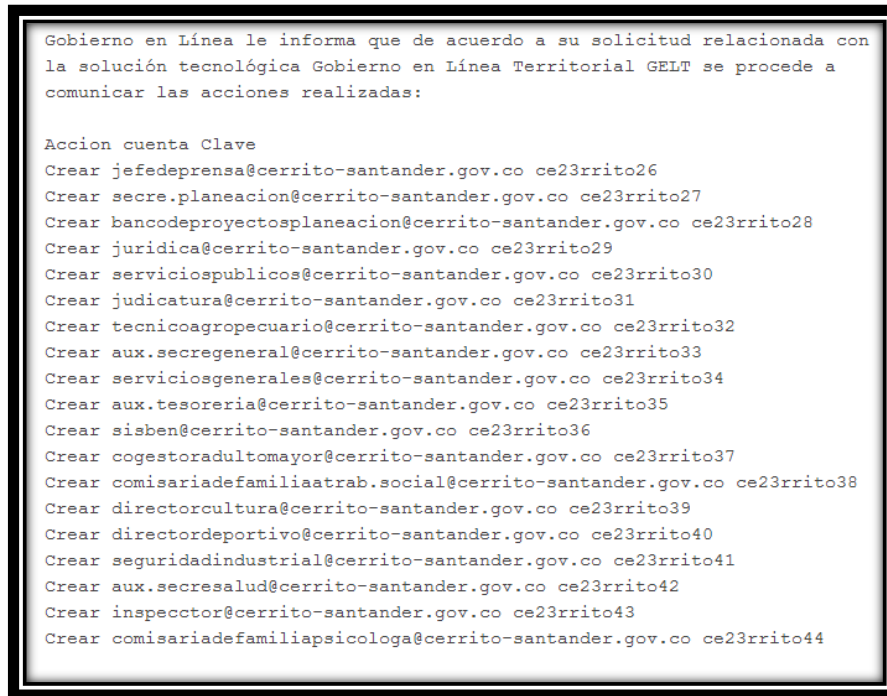 Gobierno en Línea le informa que de acuerdo a su solicitud relacionada con
la solución tecnológica Gobierno en Línea Territorial GELT se procede a
comunicar las acciones realizadas:
Accion cuenta Clave
Crear jefedeprensa@cerrito-santander.gov.co ce23rrito26
Crear secre.planeacion@cerrito-santander.gov.co ce23rrito27
Crear bancodeproyectosplaneacion@cerrito-santander.gov.co ce23rrito28
Crear juridica@cerrito-santander.gov.co ce23rrito29
Crear serviciospublicos@cerrito-santander.gov.co ce23rrito30
Crear judicatura@cerrito-santander.gov.co ce23rrito31
Crear tecnicoagropecuario@cerrito-santander.gov.co ce23rrito32
Crear aux.secregeneral@cerrito-santander.gov.co ce23rrito33
Crear serviciosgenerales@cerrito-santander.gov.co ce23rrito34
Crear aux.tesoreria@cerrito-santander.gov.co ce23rrito35
Crear sisben@cerrito-santander.gov.co ce23rrito36
Crear cogestoradultomayor@cerrito-santander.gov.co ce23rrito37
Crear comisariadefamiliaatrab.social@cerrito-santander.gov.co ce23rrito38
Crear directorcultura@cerrito-santander.gov.co ce23rrito39
Crear directordeportivo@cerrito-santander.gov.co ce23rrito40
Crear seguridadindustrial@cerrito-santander.gov.co ce23rrito41
Crear aux.secresalud@cerrito-santander.gov.co ce23rrito42
Crear inspecctor@cerrito-santander.gov.co ce23rrito43
Crear comisariadefamiliapsicologa@cerrito-santander.gov.co ce23rrito44